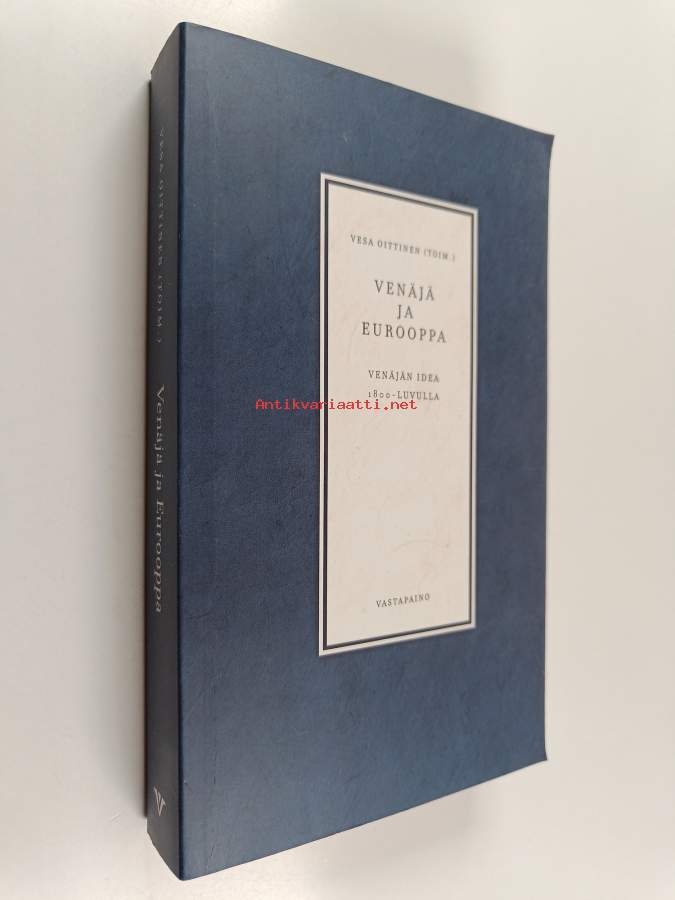 VESA OITTINEN (TOIM.)
VENÄJÄ
JA
EUROOPPA
VENÄJÄN IDEA
1800-LUVULLA
Antikvariaatti.net
VASTAPAINO
VESA OITTINEN (TOIM.)
Venäjä ja Eurooppa